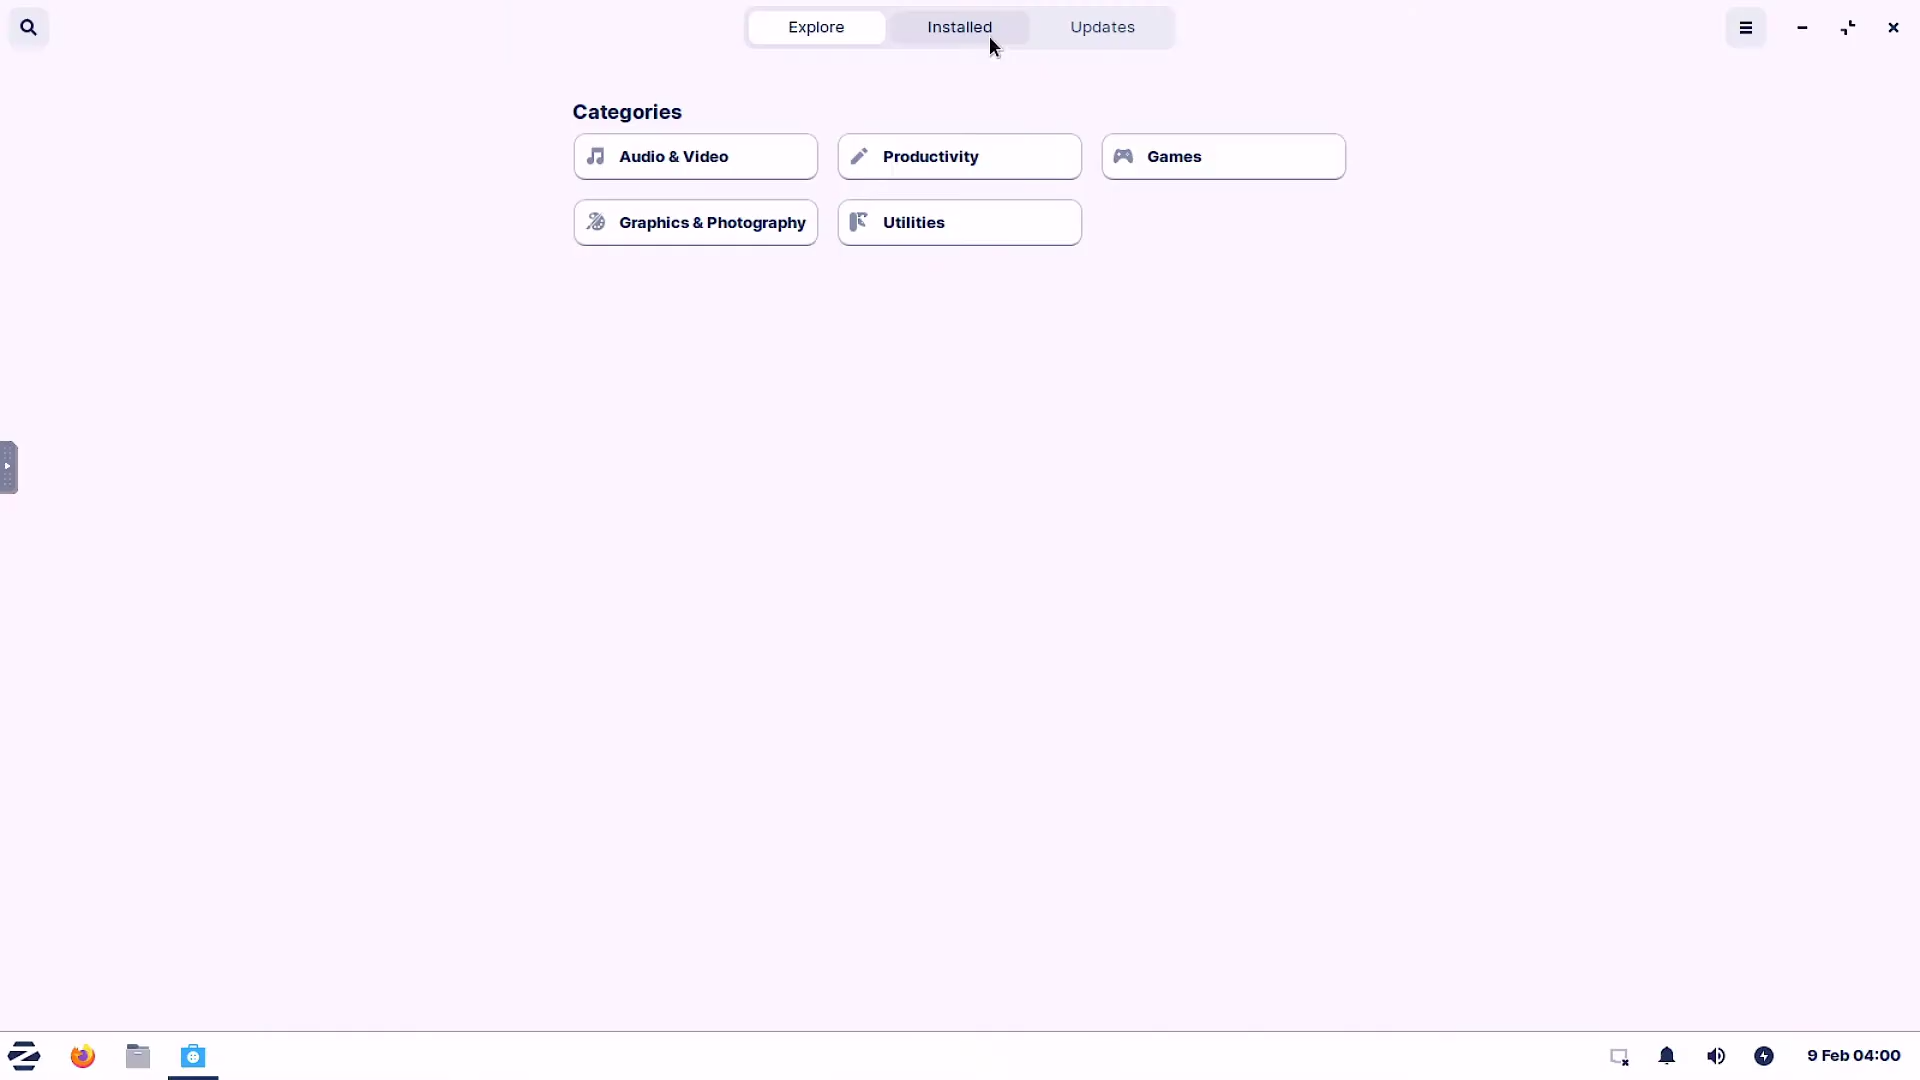 Explore Installed Updates
Categories
Audio & Video Productivity Games
Graphics & Photography Utilities
9 Feb 04:00